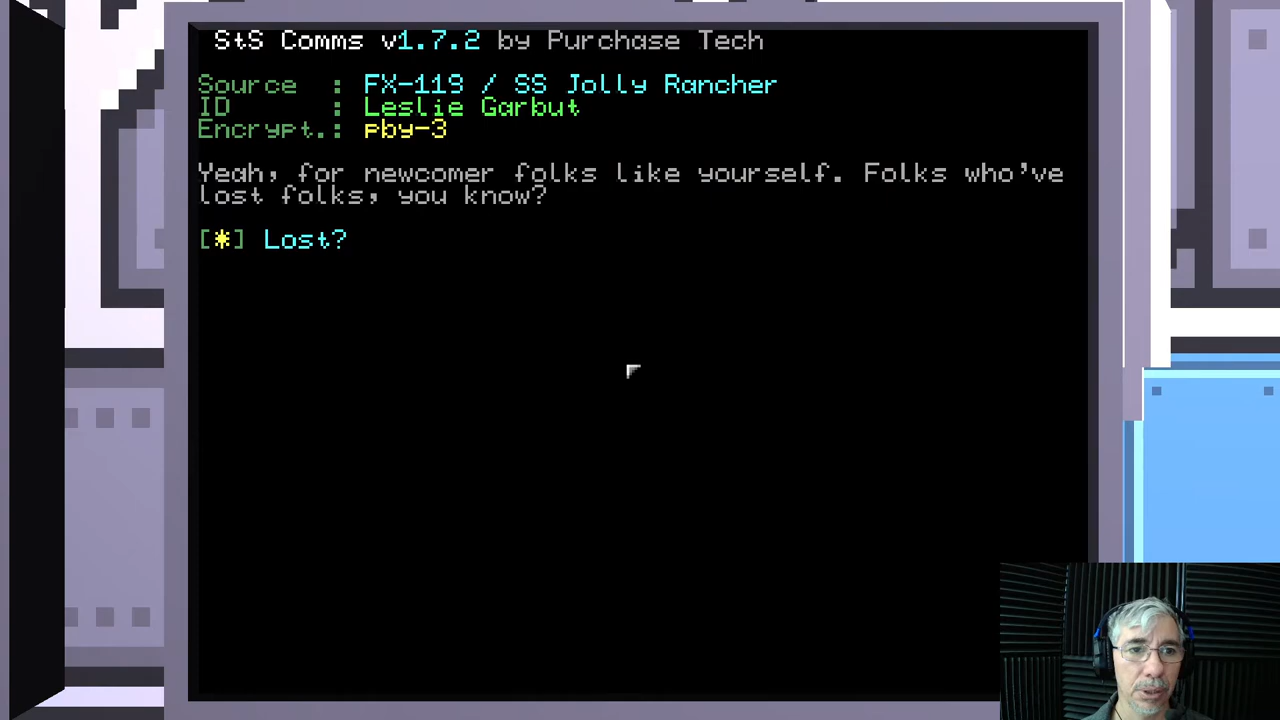 StS Comms v1.7.2 by Purchase Tech
Source : FX-119 / SS Jolly Rancher
ID : Leslie Garbut
Encrypt.: pby-3
Yeah, for newcomer folks like yourself. Folks who've
lost folks, you know?
[*] Lost?